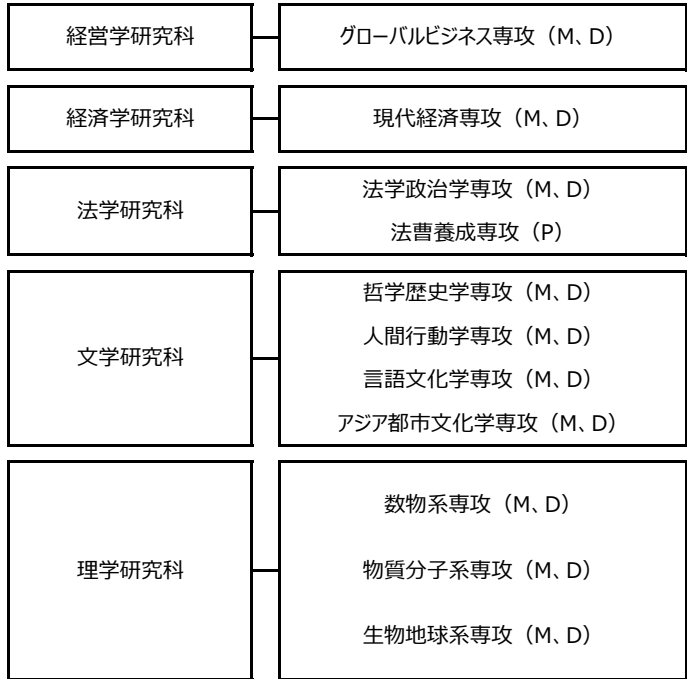 経営学研究科
グローバルビジネス専攻（M、D）
経済学研究科
現代経済専攻（M、D）
法学研究科
法学政治学専攻（M、D）
法曹養成専攻（P）
文学研究科
哲学歴史学専攻（M、D）
人間行動学専攻（M、D）
言語文化学専攻（M、D）
アジア都市文化学専攻（M、D）
理学研究科
数物系専攻（M、D）
物質分子系専攻（M、D）
生物地球系専攻（M、D）